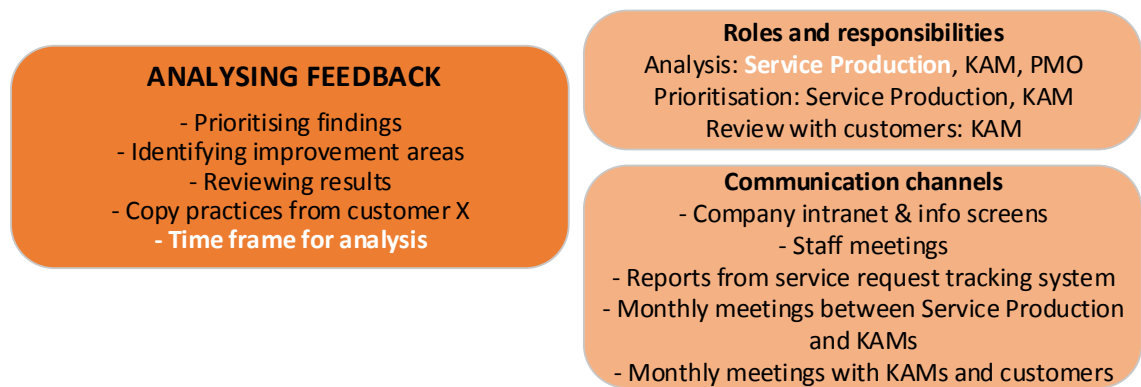 ANALYSING FEEDBACK
- Prioritising findings
- Identifying improvement areas
- Reviewing results
- Copy practices from customer X
- Time frame for analysis
Roles and responsibilities
Analysis: Service Production, KAM, PMO
Prioritisation: Service Production, KAM
Review with customers: KAM
Communication channels
- Company intranet & info screens
- Staff meetings
- Reports from service request tracking system
- Monthly meetings between Service Production
and KAMs
- Monthly meetings with KAMs and customers